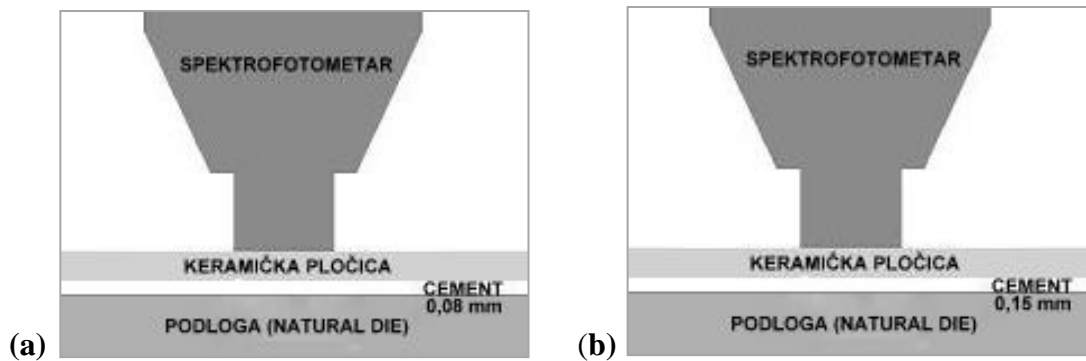 SPEKTROFOTOMETAR
KERAMIČKA PLOČICA
CEMENT
0,08 mm
PODLOGA (NATURAL DIE)
(a)
SPEKTROFOTOMETAR
KERAMIČKA PLOČICA
CEMENT
0,15 mm
PODLOGA (NATURAL DIE)
(b)